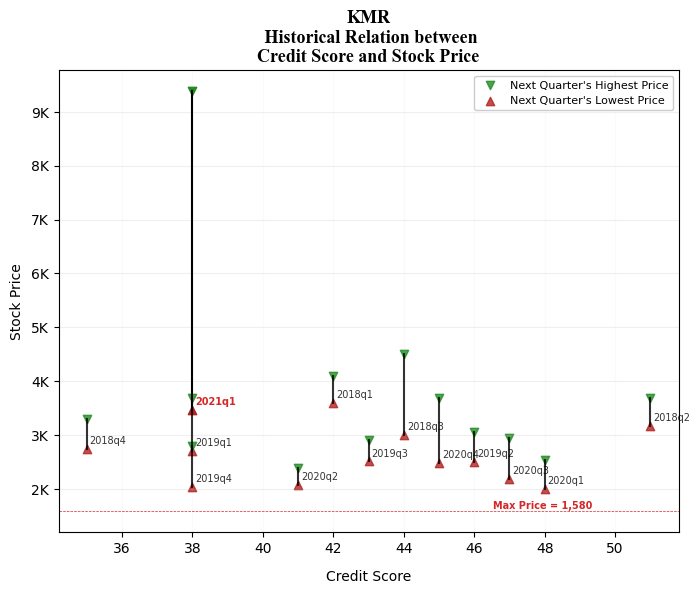 KMR
Historical Relation between
Credit Score and Stock Price
Next Quarter's Highest Price
Next Quarter's Lowest Price
Stock Price
9K
8K
7K
6K
5K
4K
3K
2K
2018q4
2021q1
2019q1
2019q4
2020q2
2018q1
2019q3
2018q3
2020q4
2019q2
2020q3
2020q1
2018q2
Max Price = 1,580
36
38
40
42
44
46
48
50
Credit Score